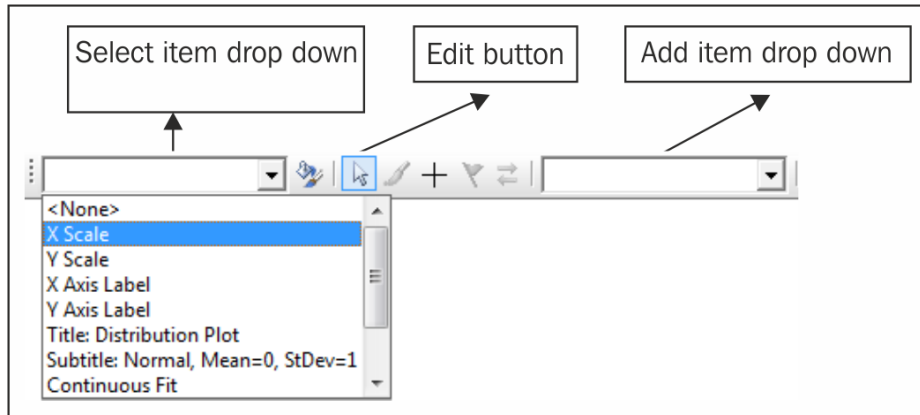 Select item drop down
Edit button
Add item drop down
<None>
X Scale
Y Scale
X Axis Label
Y Axis Label
Title: Distribution Plot
Subtitle: Normal, Mean=0, StDev=1
Continuous Fit